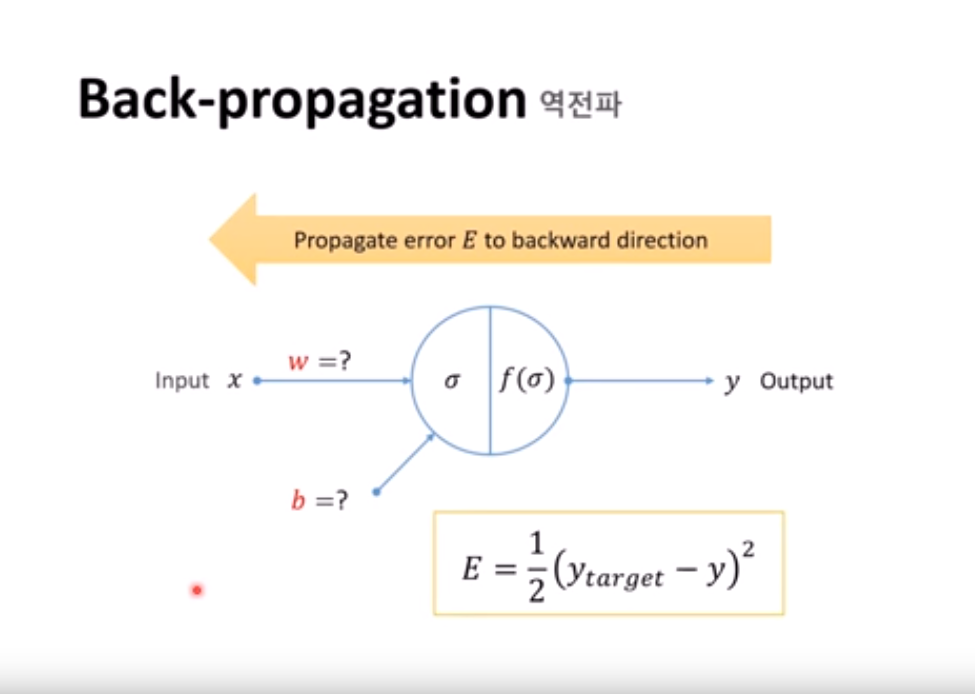 Back-propagation 역전파
Propagate error E to backward direction
w =?
Input x
σ
f(σ)
y Output
b =?
E = 1/2 (y_target − y)^2